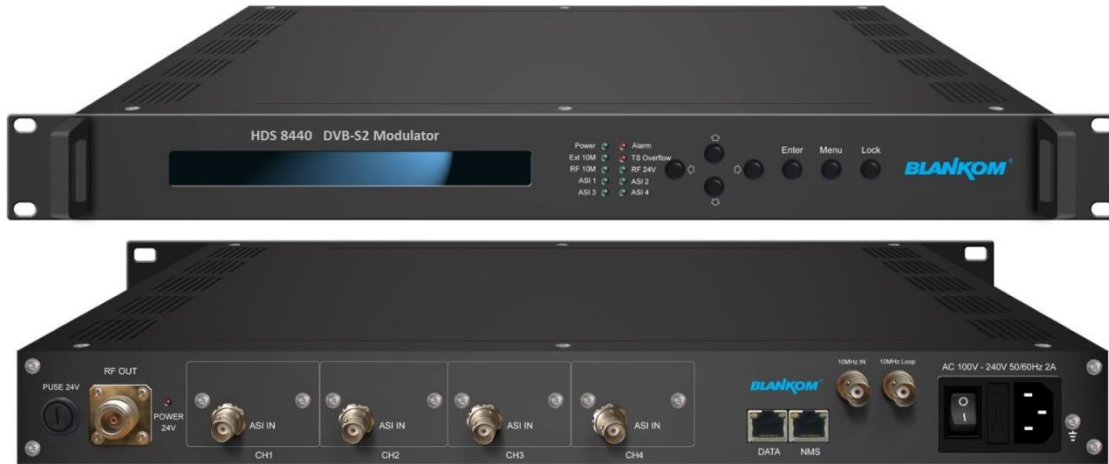 HDS 8440 DVB-S2 Modulator
Power Alarm
Ext 10M TS Overflow
RF 10M RF 24V
ASI 1 ASI 2
ASI 3 ASI 4
Enter Menu Lock
BLANKOM®
PUSE 24V
RF OUT
POWER
24V
ASI IN
CH1
ASI IN
CH2
ASI IN
CH3
ASI IN
CH4
BLANKOM®
DATA NMS
10MHz IN 10MHz Loop
AC 100V - 240V 50/60Hz 2A
O
I